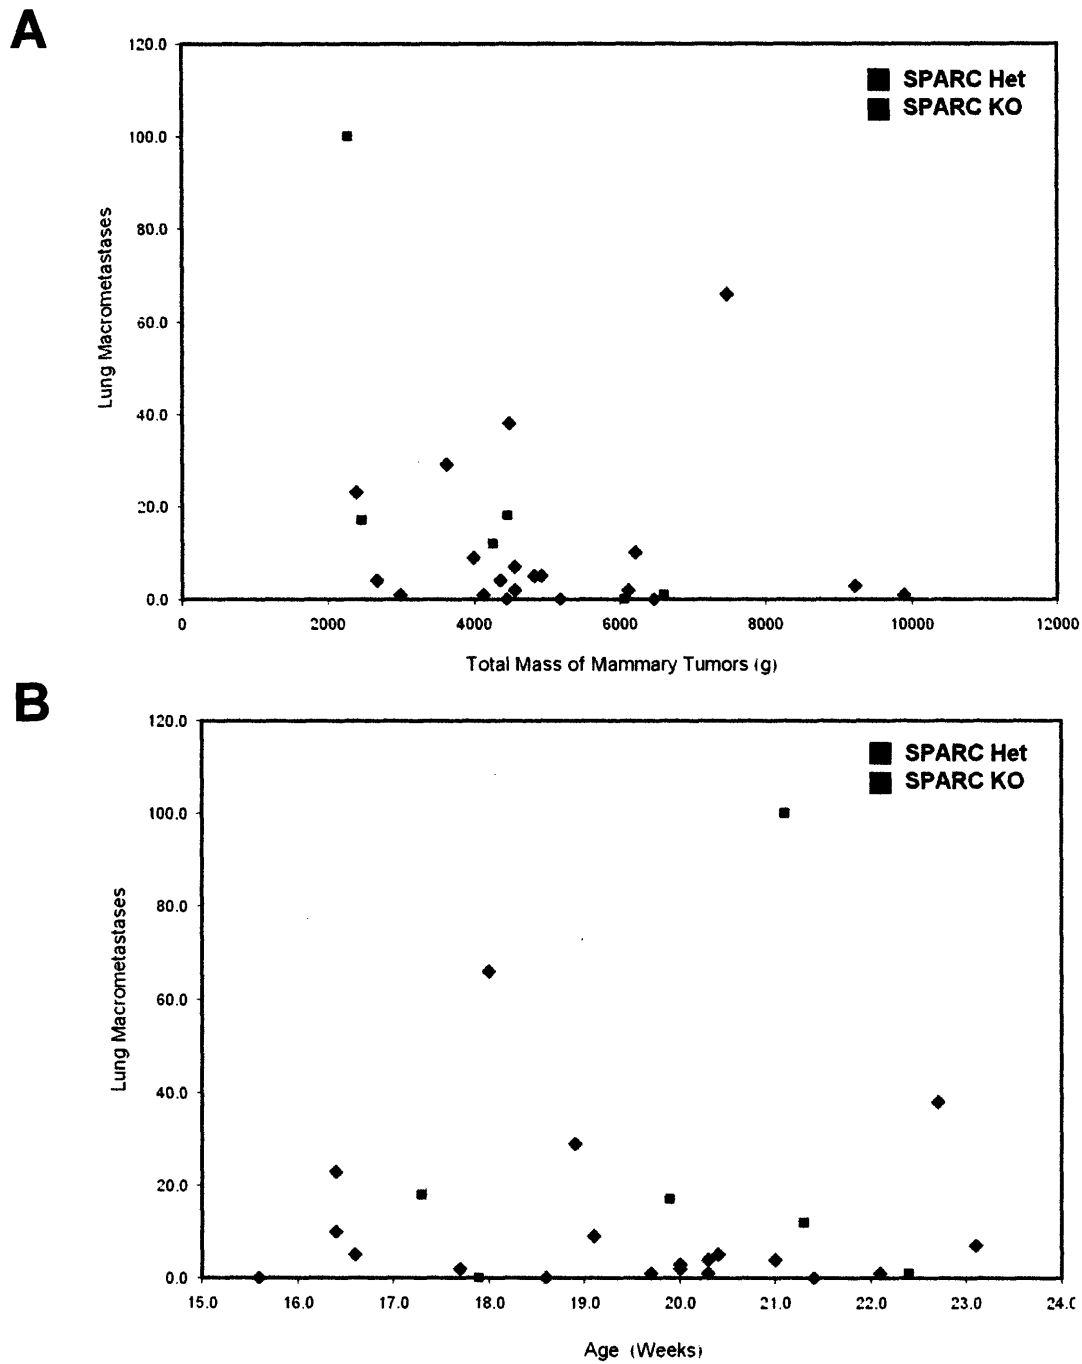 A
120.0
100.0
80.0
60.0
40.0
20.0
0.0
Lung Macrometastases
SPARC Het
SPARC KO
0 2000 4000 6000 8000 10000 12000
Total Mass of Mammary Tumors (g)
B
120.0
100.0
80.0
60.0
40.0
20.0
0.0
Lung Macrometastases
SPARC Het
SPARC KO
15.0 16.0 17.0 18.0 19.0 20.0 21.0 22.0 23.0 24.0
Age (Weeks)